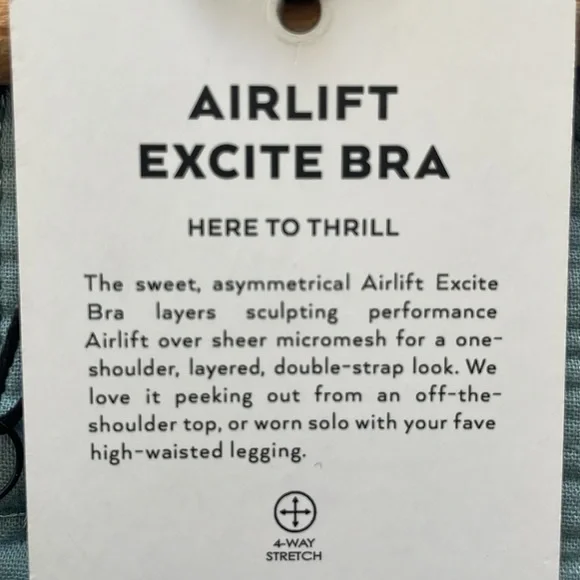 AIRLIFT
EXCITE BRA
HERE TO THRILL
The sweet, asymmetrical Airlift Excite
Bra layers sculpting performance
Airlift over sheer micromesh for a one-
shoulder, layered, double-strap look. We
love it peeking out from an off-the-
shoulder top, or worn solo with your fave
high-waisted legging.
4-WAY
STRETCH